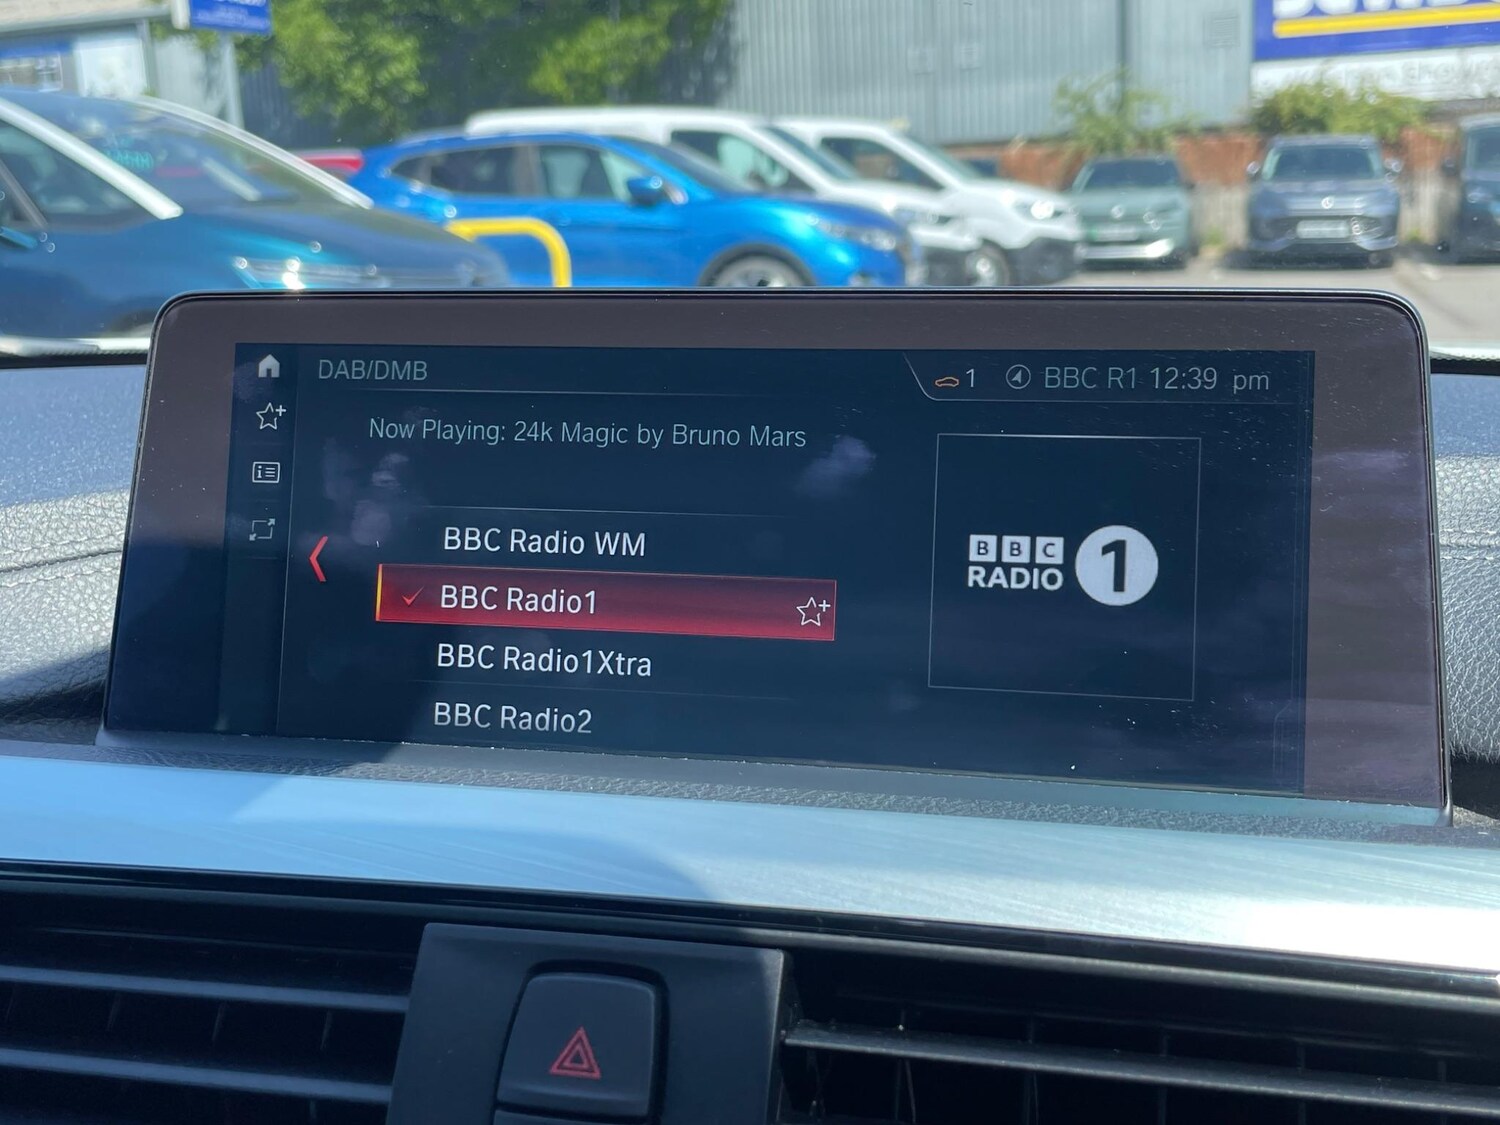 DAB/DMB
1 BBC R1 12:39 pm
Now Playing: 24k Magic by Bruno Mars
BBC Radio WM
BBC Radio1
BBC Radio1Xtra
BBC Radio2
BBC
RADIO 1